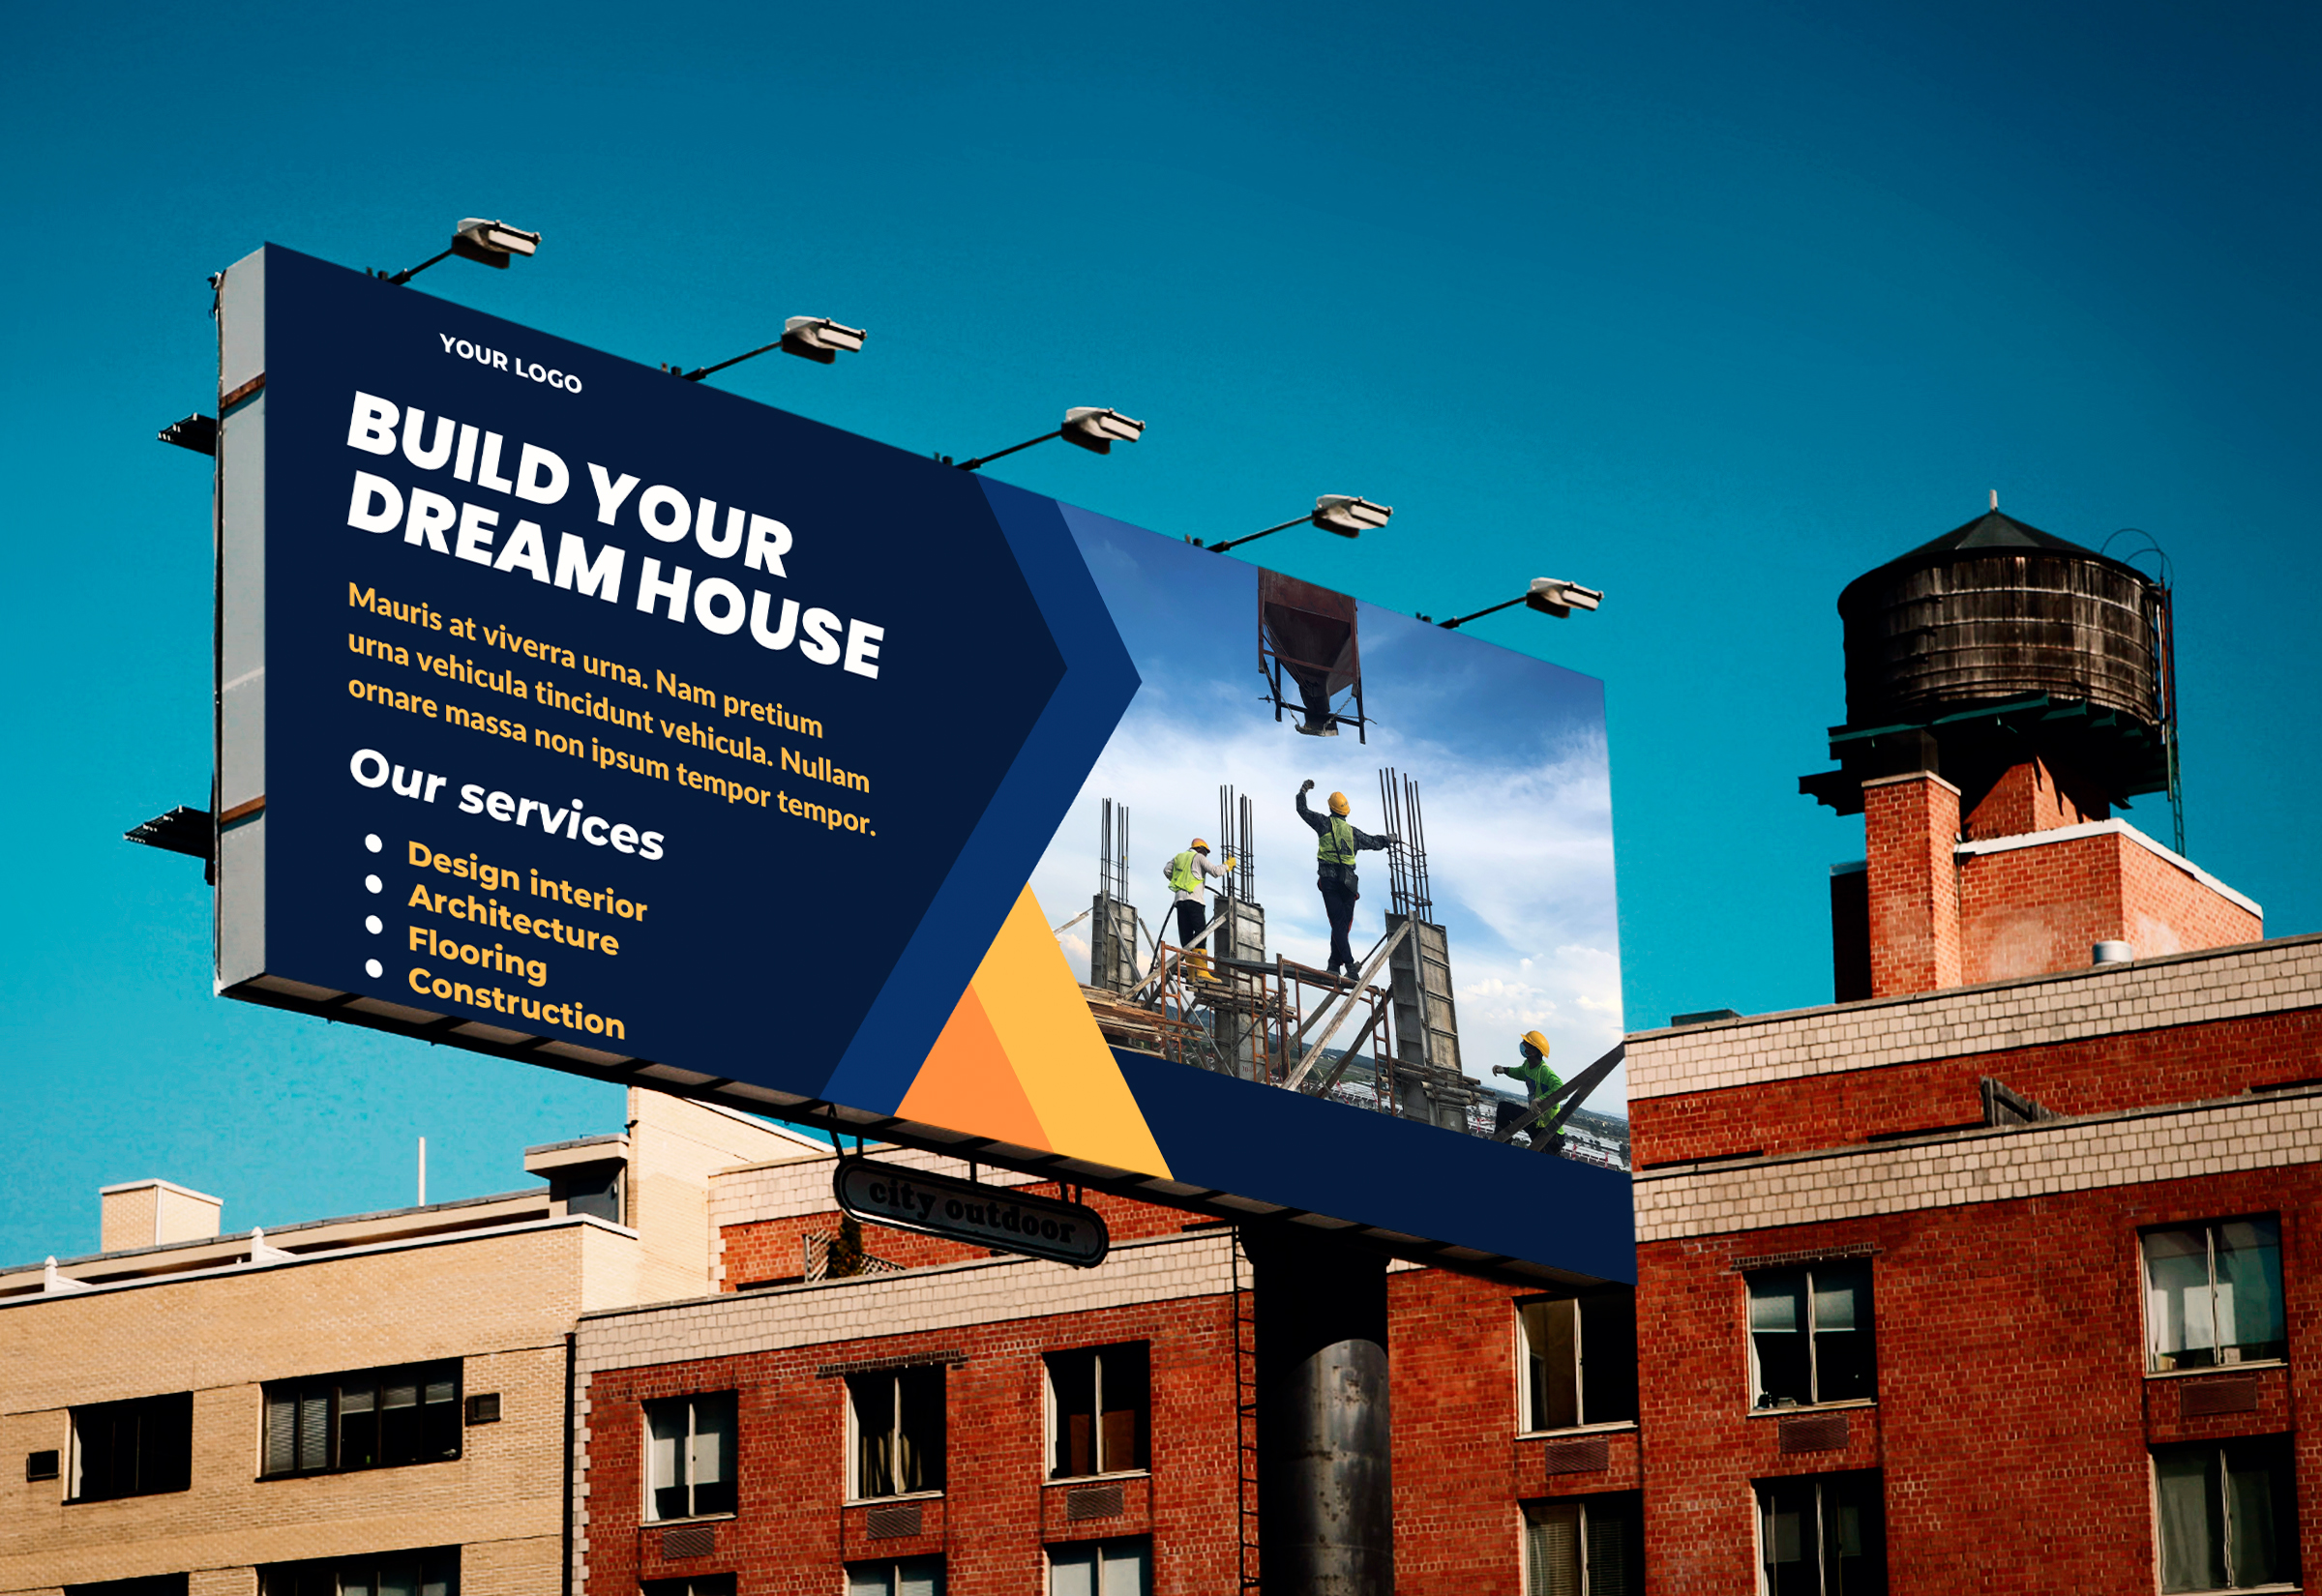 YOUR LOGO
BUILD YOUR
DREAM HOUSE
Mauris at viverra urna. Nam pretium
urna vehicula tincidunt vehicula. Nullam
ornare massa non ipsum tempor tempor.
Our services
Design interior
Architecture
Flooring
Construction
city outdoor